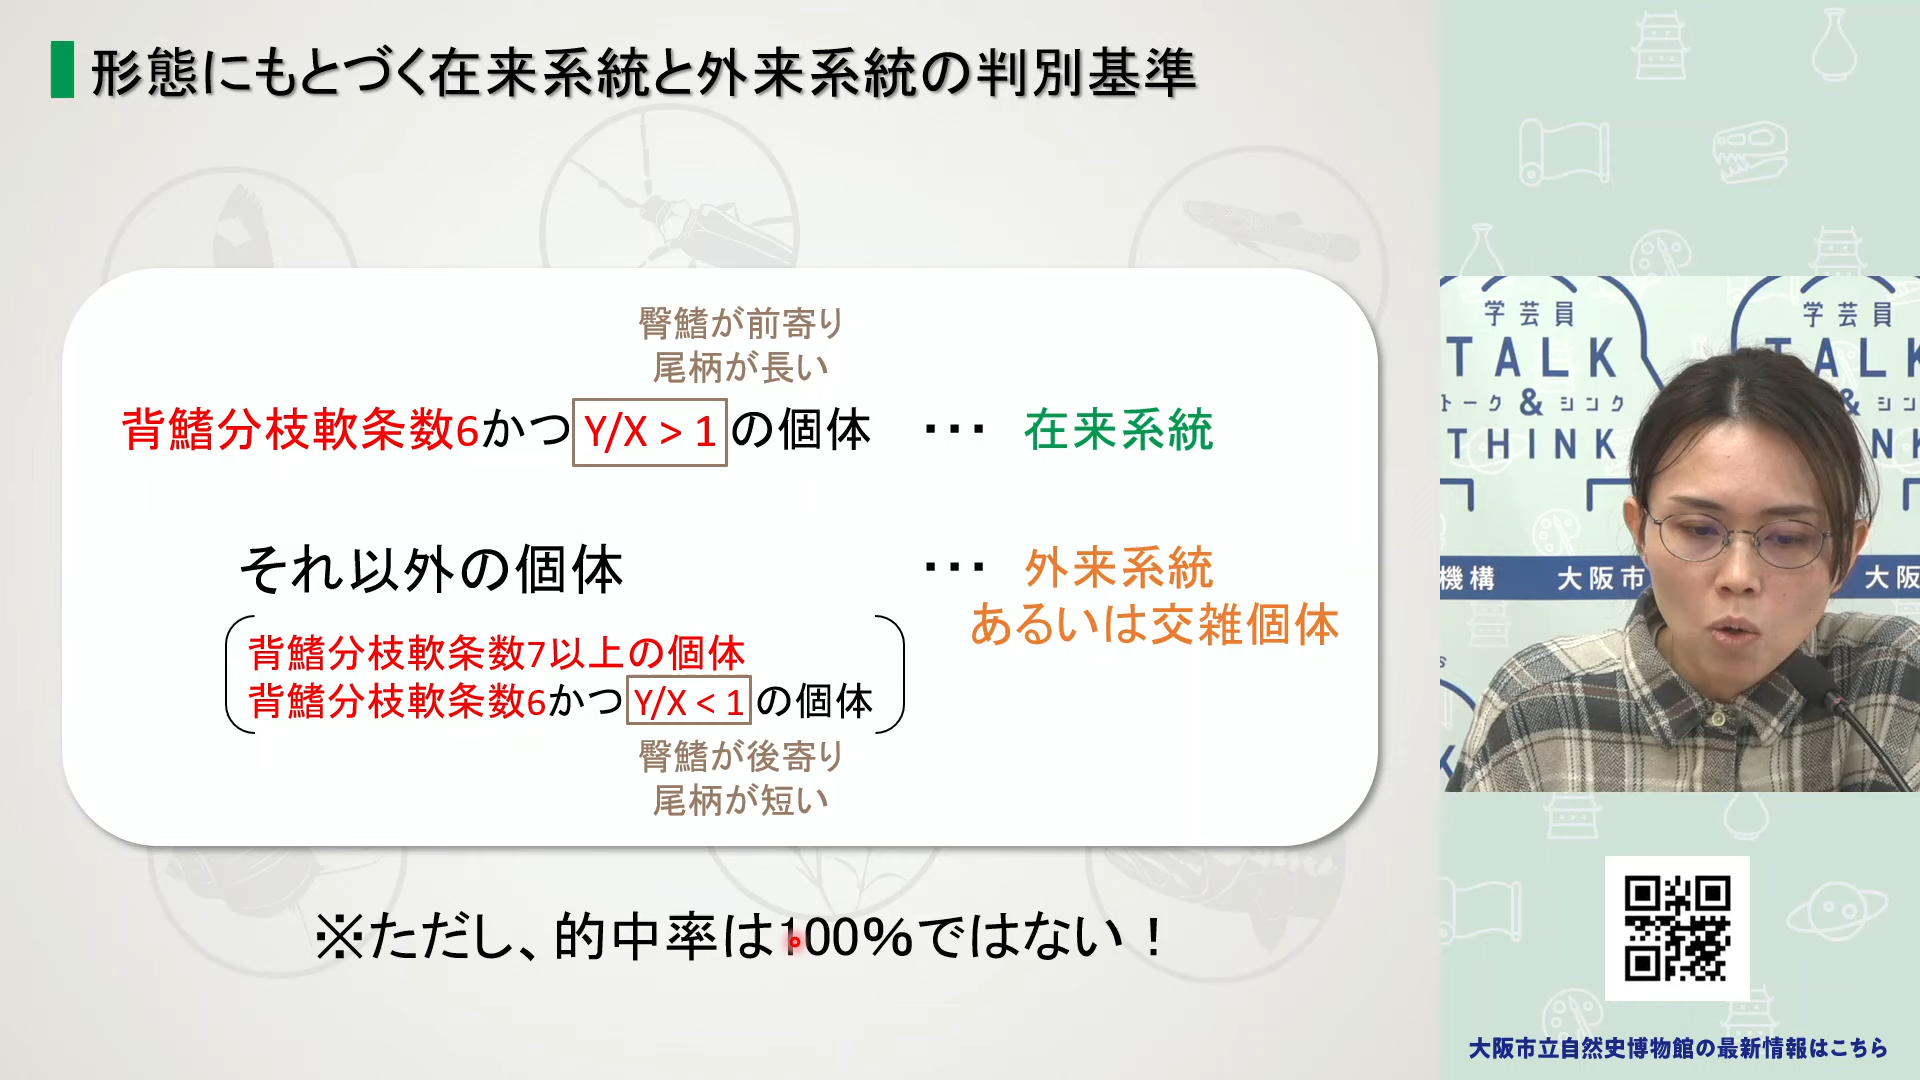 形態にもとづく在来系統と外来系統の判別基準
臀鰭が前寄り
尾柄が長い
背鰭分枝軟条数6かつ Y/X > 1 の個体 ・・・ 在来系統
それ以外の個体 ・・・ 外来系統
あるいは交雑個体
背鰭分枝軟条数7以上の個体
背鰭分枝軟条数6かつ Y/X < 1 の個体
臀鰭が後寄り
尾柄が短い
※ただし、的中率は100%ではない！
学芸員
TALK
トーク & シンク
THINK
学芸員
TALK
& シン
NK
機構 大阪市
大阪
大阪市立自然史博物館の最新情報はこちら